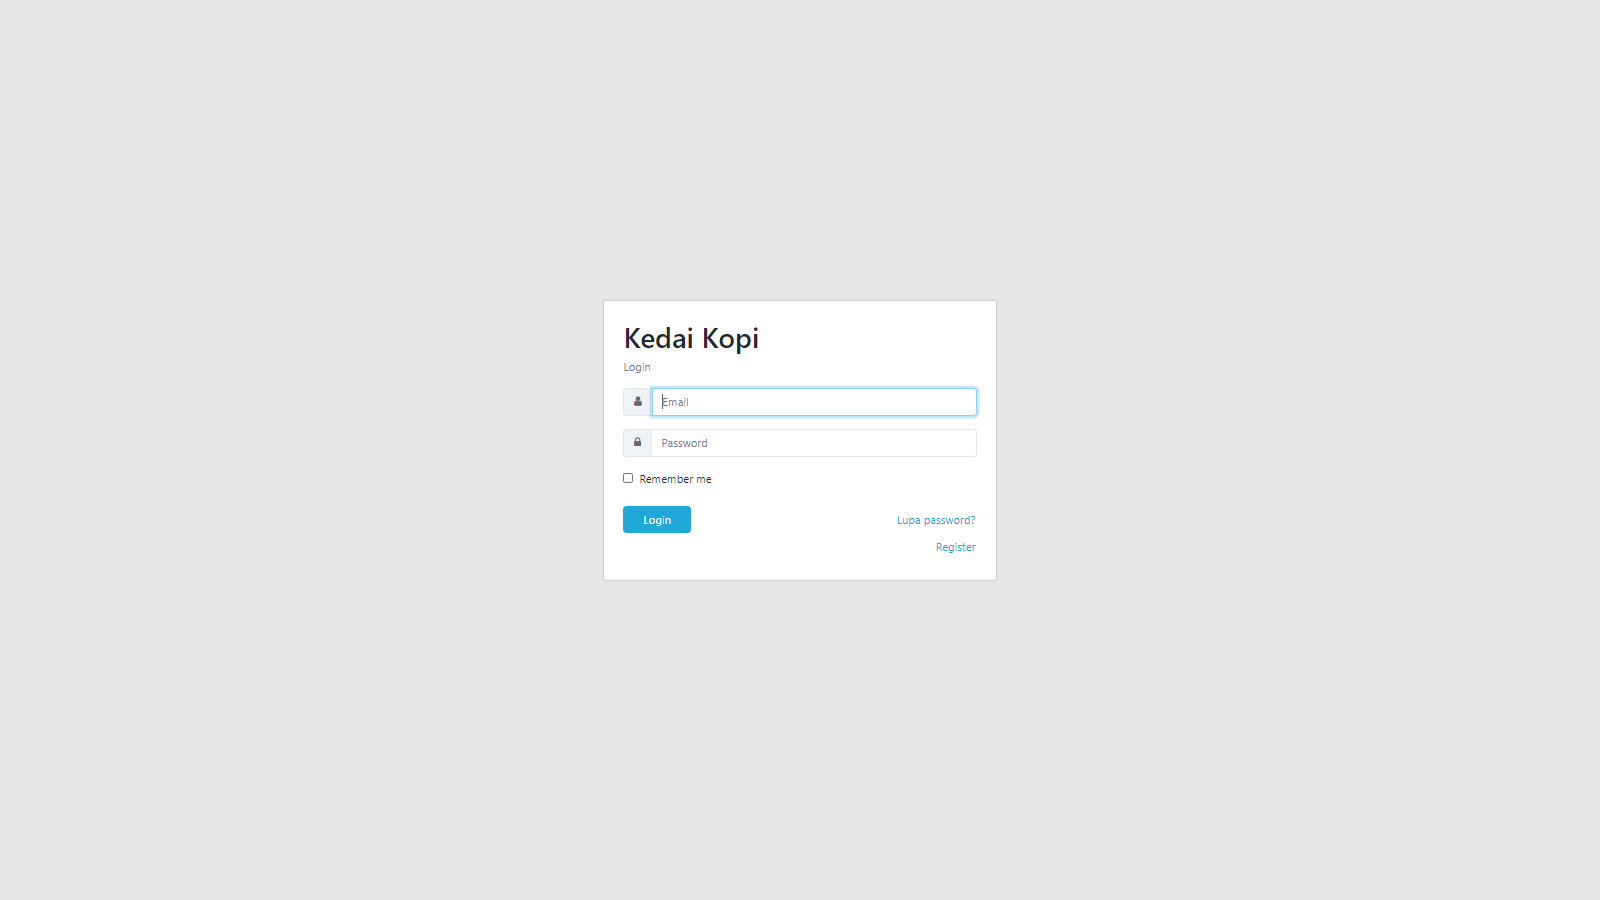 Kedai Kopi
Login
Email
Password
Remember me
Login
Lupa password?
Register